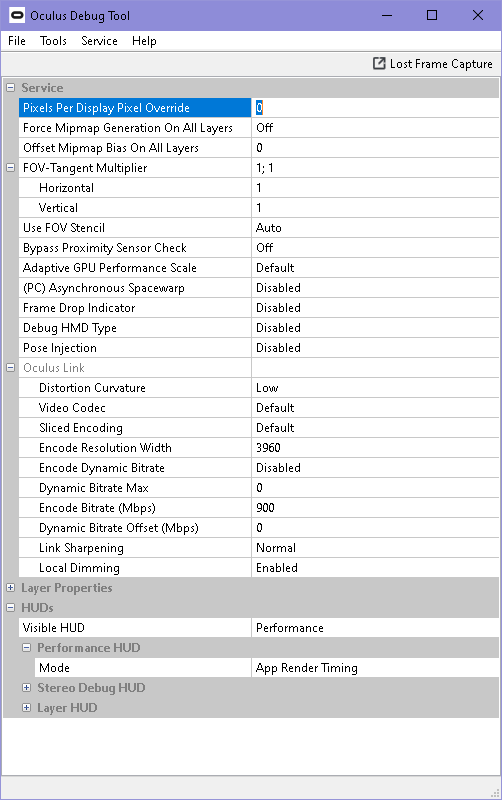 Oculus Debug Tool
File Tools Service Help
Lost Frame Capture
Service
Pixels Per Display Pixel Override 0
Force Mipmap Generation On All Layers Off
Offset Mipmap Bias On All Layers 0
FOV-Tangent Multiplier 1; 1
Horizontal 1
Vertical 1
Use FOV Stencil Auto
Bypass Proximity Sensor Check Off
Adaptive GPU Performance Scale Default
(PC) Asynchronous Spacewarp Disabled
Frame Drop Indicator Disabled
Debug HMD Type Disabled
Pose Injection Disabled
Oculus Link
Distortion Curvature Low
Video Codec Default
Sliced Encoding Default
Encode Resolution Width 3960
Encode Dynamic Bitrate Disabled
Dynamic Bitrate Max 0
Encode Bitrate (Mbps) 900
Dynamic Bitrate Offset (Mbps) 0
Link Sharpening Normal
Local Dimming Enabled
Layer Properties
HUDs
Visible HUD Performance
Performance HUD
Mode App Render Timing
Stereo Debug HUD
Layer HUD